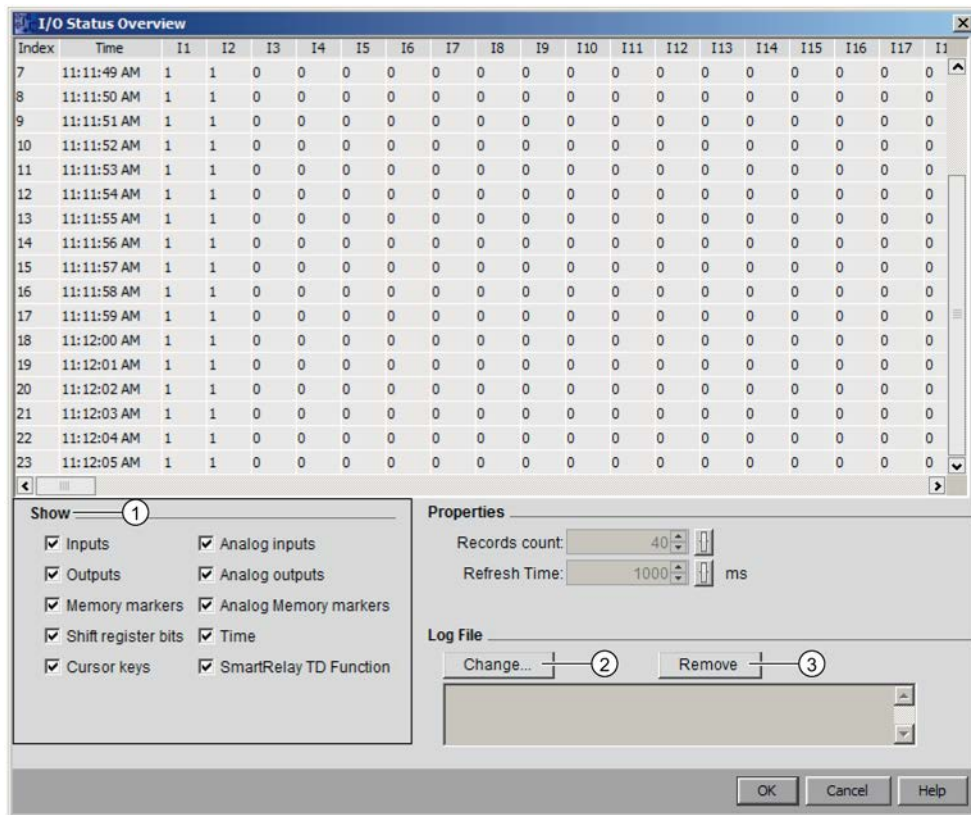 I/O Status Overview
Index Time I1 I2 I3 I4 I5 I6 I7 I8 I9 I10 I11 I12 I13 I14 I15 I16 I17 I1
7 11:11:49 AM 1 1 0 0 0 0 0 0 0 0 0 0 0 0 0 0 0 0
8 11:11:50 AM 1 1 0 0 0 0 0 0 0 0 0 0 0 0 0 0 0 0
9 11:11:51 AM 1 1 0 0 0 0 0 0 0 0 0 0 0 0 0 0 0 0
10 11:11:52 AM 1 1 0 0 0 0 0 0 0 0 0 0 0 0 0 0 0 0
11 11:11:53 AM 1 1 0 0 0 0 0 0 0 0 0 0 0 0 0 0 0 0
12 11:11:54 AM 1 1 0 0 0 0 0 0 0 0 0 0 0 0 0 0 0 0
13 11:11:55 AM 1 1 0 0 0 0 0 0 0 0 0 0 0 0 0 0 0 0
14 11:11:56 AM 1 1 0 0 0 0 0 0 0 0 0 0 0 0 0 0 0 0
15 11:11:57 AM 1 1 0 0 0 0 0 0 0 0 0 0 0 0 0 0 0 0
16 11:11:58 AM 1 1 0 0 0 0 0 0 0 0 0 0 0 0 0 0 0 0
17 11:11:59 AM 1 1 0 0 0 0 0 0 0 0 0 0 0 0 0 0 0 0
18 11:12:00 AM 1 1 0 0 0 0 0 0 0 0 0 0 0 0 0 0 0 0
19 11:12:01 AM 1 1 0 0 0 0 0 0 0 0 0 0 0 0 0 0 0 0
20 11:12:02 AM 1 1 0 0 0 0 0 0 0 0 0 0 0 0 0 0 0 0
21 11:12:03 AM 1 1 0 0 0 0 0 0 0 0 0 0 0 0 0 0 0 0
22 11:12:04 AM 1 1 0 0 0 0 0 0 0 0 0 0 0 0 0 0 0 0
23 11:12:05 AM 1 1 0 0 0 0 0 0 0 0 0 0 0 0 0 0 0 0
Show 1
Inputs Analog inputs
Outputs Analog outputs
Memory markers Analog Memory markers
Shift register bits Time
Cursor keys SmartRelay TD Function
Properties
Records count: 40
Refresh Time: 1000 ms
Log File
Change... 2 Remove 3
OK Cancel Help